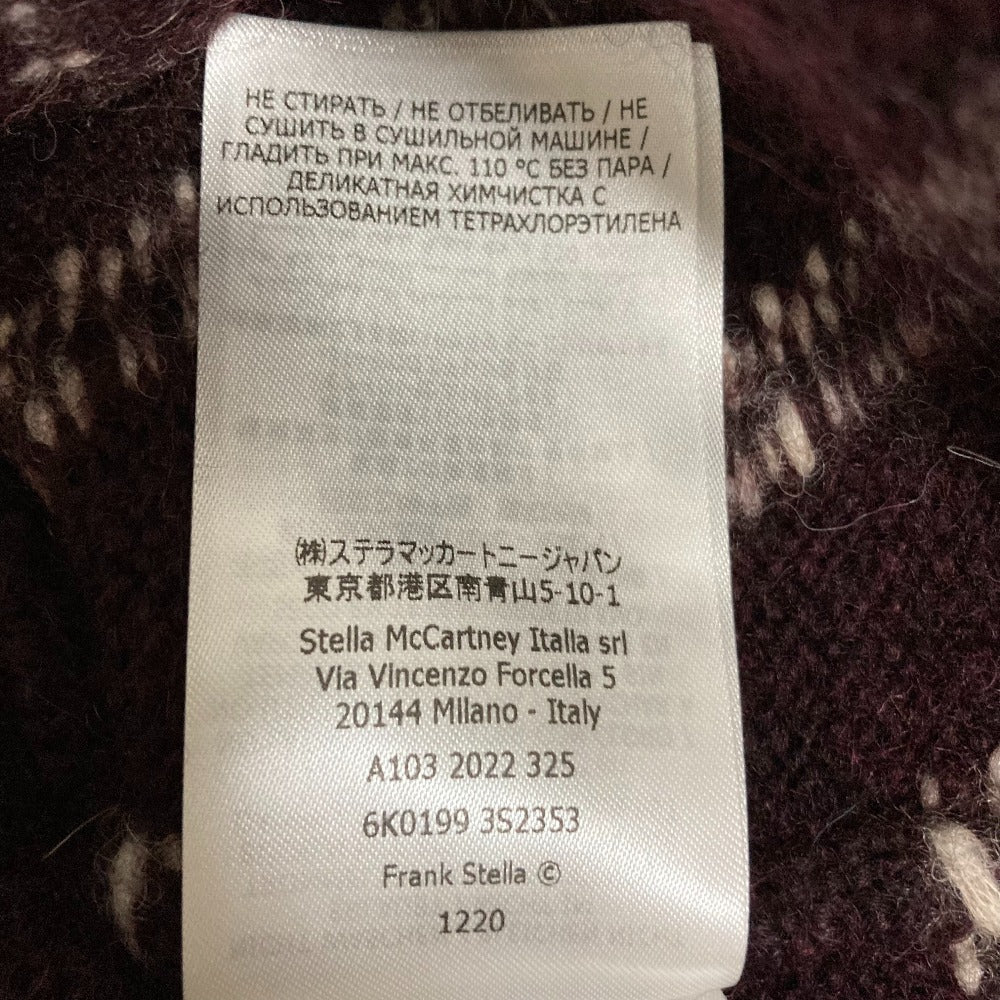 НЕ СТИРАТЬ / НЕ ОТБЕЛИВАТЬ / НЕ
СУШИТЬ В СУШИЛЬНОЙ МАШИНЕ /
ГЛАДИТЬ ПРИ МАКС. 110 °C БЕЗ ПАРА /
ДЕЛИКАТНАЯ ХИМЧИСТКА С
ИСПОЛЬЗОВАНИЕМ ТЕТРАХЛОРЭТИЛЕНА
(株)ステラマッカートニージャパン
東京都港区南青山5-10-1
Stella McCartney Italia srl
Via Vincenzo Forcella 5
20144 Milano - Italy
A103 2022 325
6K0199 3S2353
Frank Stella ©
1220